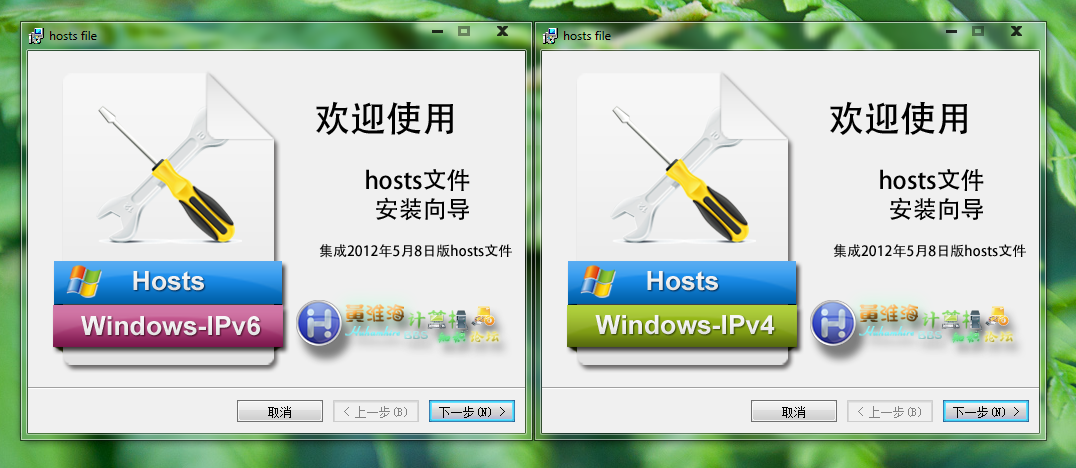 hosts file
欢迎使用
hosts文件
安装向导
集成2012年5月8日版hosts文件
Hosts
Windows-IPv6
黄淮海计算机
取消
< 上一步(B)
下一步(N) >
hosts file
欢迎使用
hosts文件
安装向导
集成2012年5月8日版hosts文件
Hosts
Windows-IPv4
黄淮海计算机
取消
< 上一步(B)
下一步(N) >